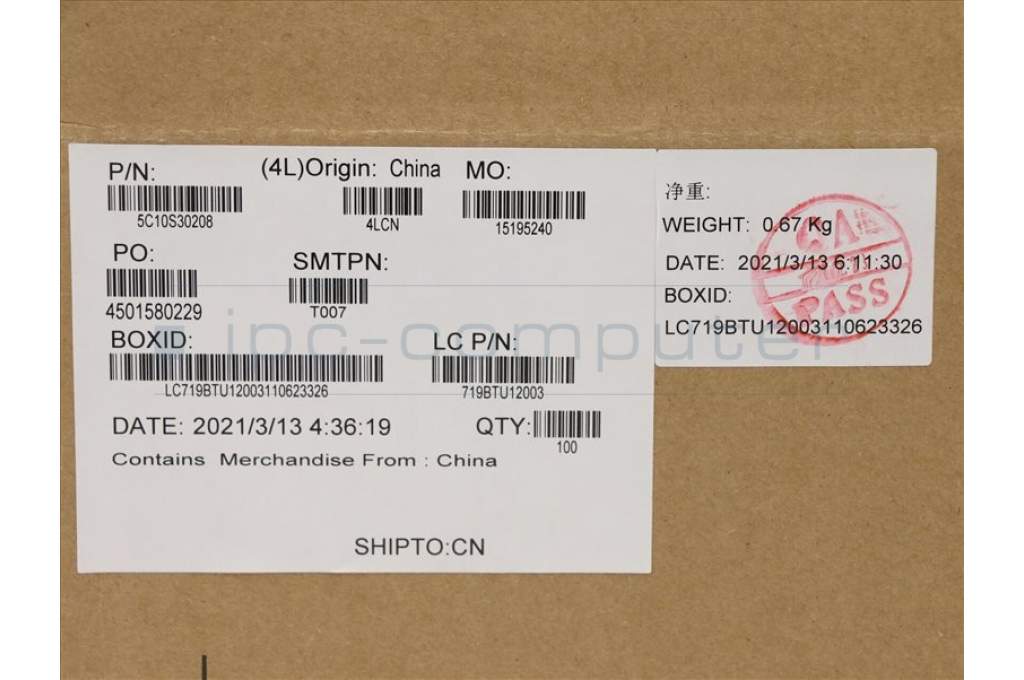 P/N:
5C10S30208
(4L)Origin: China
4LCN
MO:
15195240
PO:
4501580229
SMTPN:
T007
BOXID:
LC719BTU12003110623326
LC P/N:
719BTU12003
DATE: 2021/3/13 4:36:19
QTY:
100
Contains Merchandise From : China
SHIPTO:CN
净重:
WEIGHT: 0.67 Kg
DATE: 2021/3/13 6:11:30
BOXID:
LC719BTU12003110623326
PASS
ipc-computer